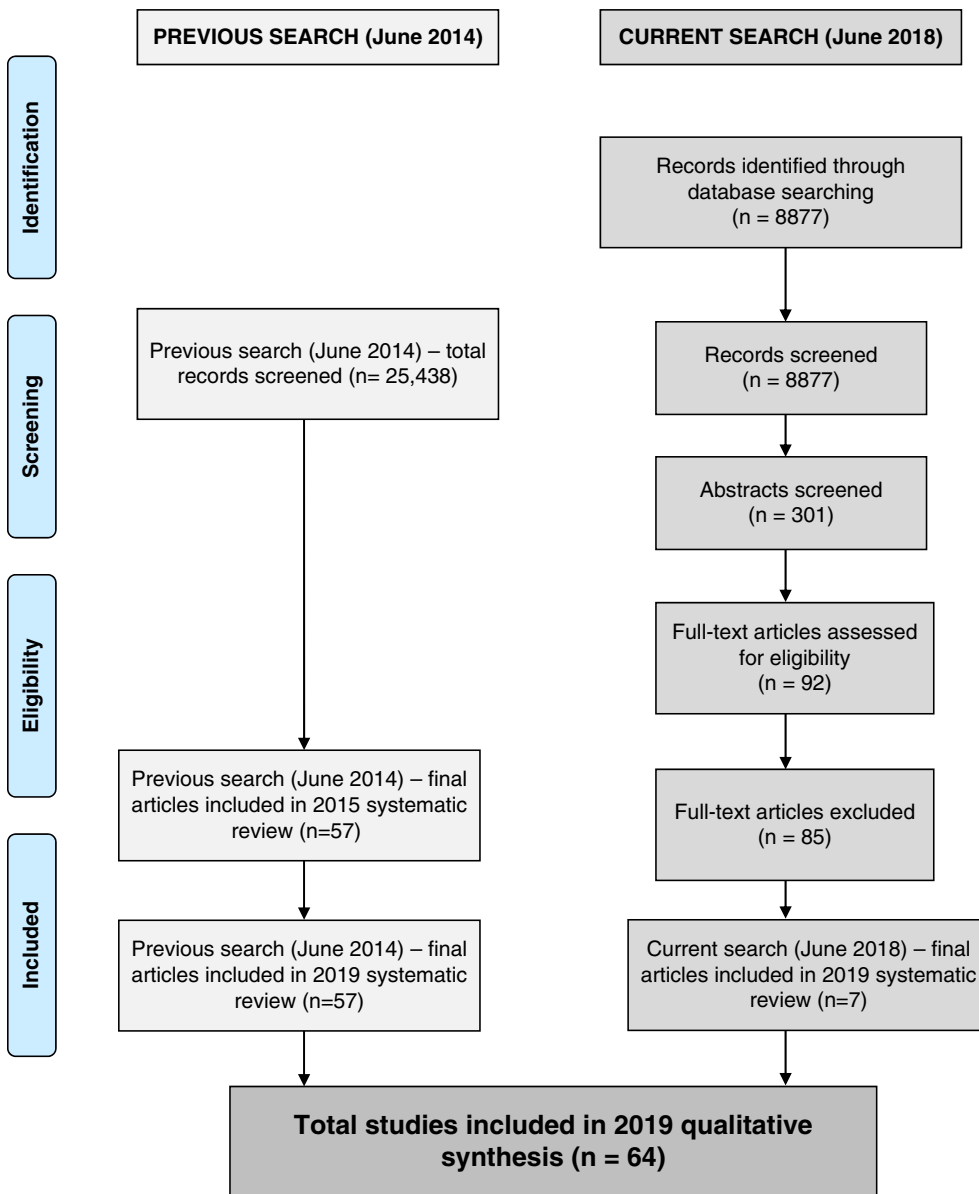 PREVIOUS SEARCH (June 2014)
CURRENT SEARCH (June 2018)
Identification
Records identified through
database searching
(n = 8877)
Screening
Previous search (June 2014) – total
records screened (n= 25,438)
Records screened
(n = 8877)
Abstracts screened
(n = 301)
Eligibility
Full-text articles assessed
for eligibility
(n = 92)
Previous search (June 2014) – final
articles included in 2015 systematic
review (n=57)
Full-text articles excluded
(n = 85)
Included
Previous search (June 2014) – final
articles included in 2019 systematic
review (n=57)
Current search (June 2018) – final
articles included in 2019 systematic
review (n=7)
Total studies included in 2019 qualitative
synthesis (n = 64)